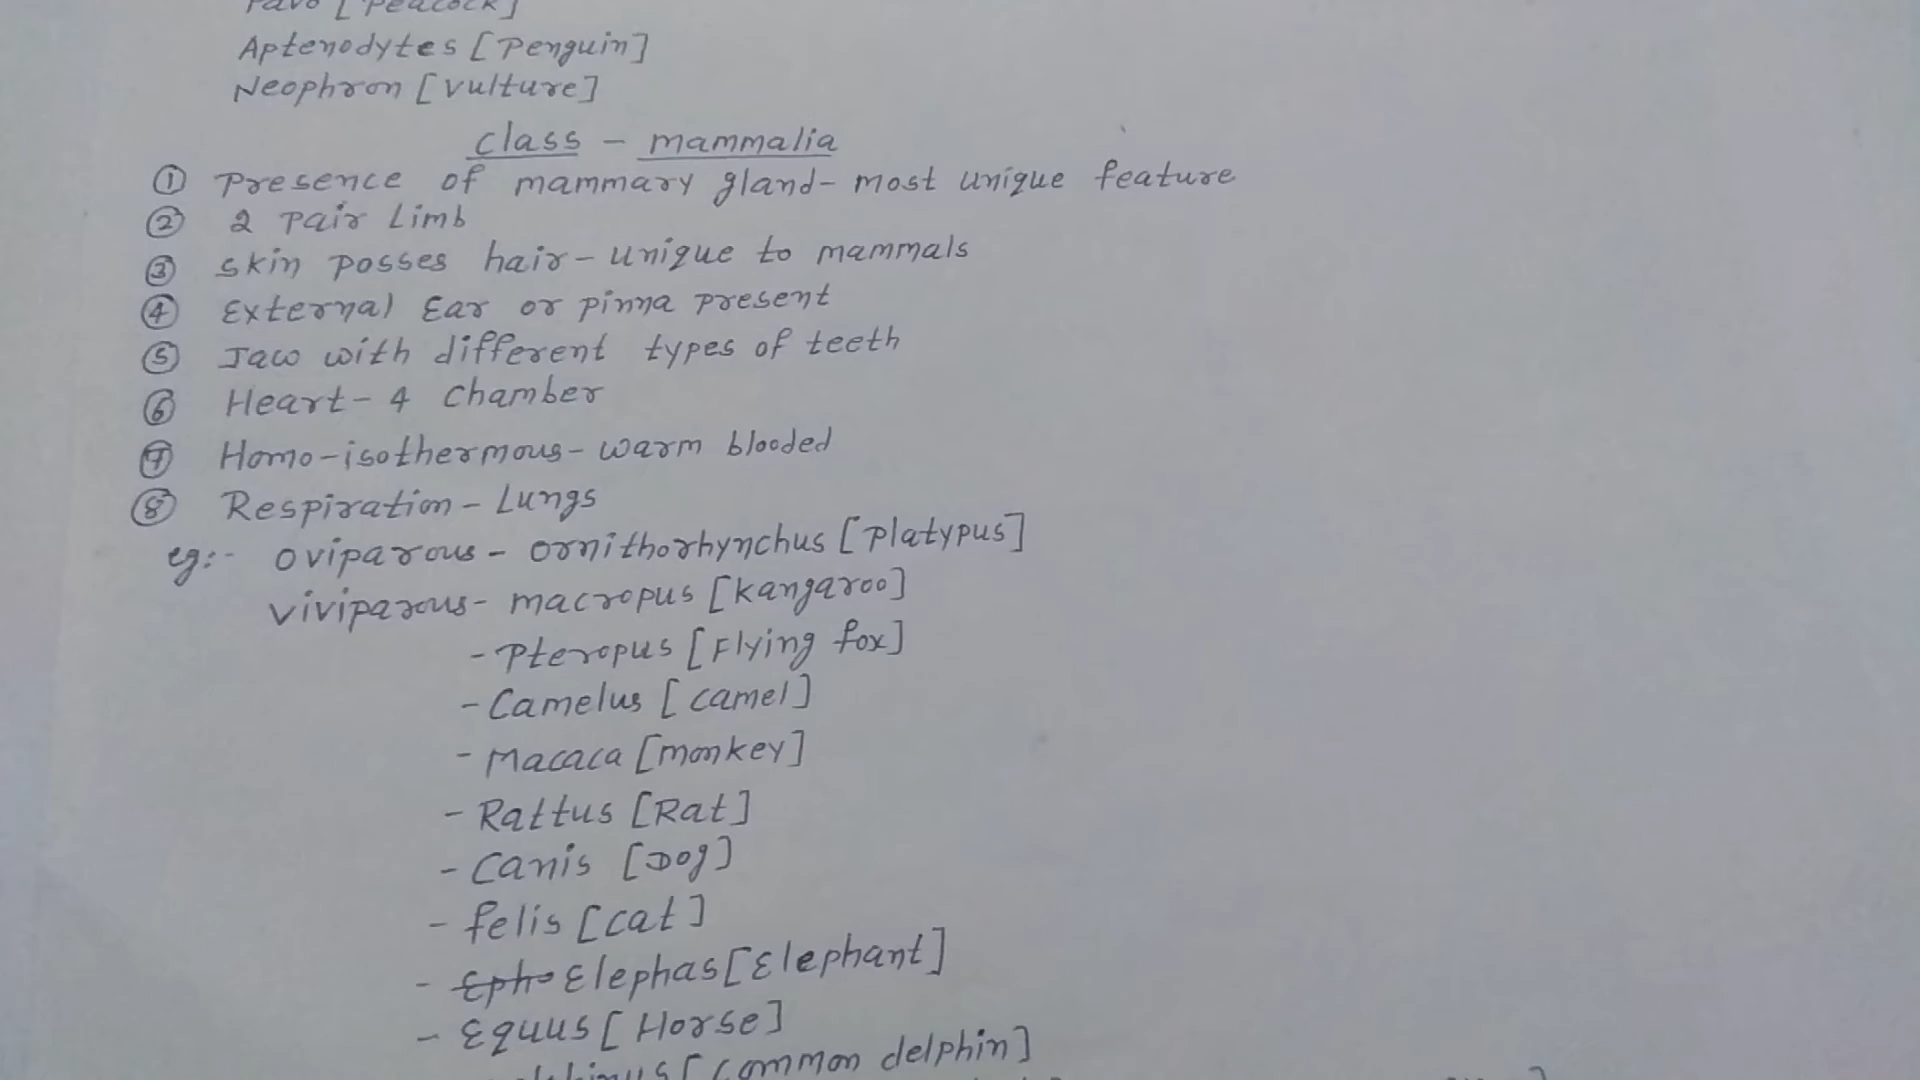 Pavo [Peacock]
Aptenodytes [Penguin]
Neophron [vulture]
class - mammalia
① Presence of mammary gland- most unique feature
② 2 Pair Limb
③ skin posses hair- unique to mammals
④ External Ear or pinna present
⑤ Jaw with different types of teeth
⑥ Heart- 4 chamber
⑦ Homo-isothermous- warm blooded
⑧ Respiration- Lungs
eg:- oviparous- ornithorhynchus [Platypus]
viviparous- macropus [kangaroo]
- Pteropus [Flying fox]
- Camelus [camel]
- Macaca [monkey]
- Rattus [Rat]
- Canis [Dog]
- felis [cat]
- Elephas [Elephant]
- Equus [Horse]
[common delphin]